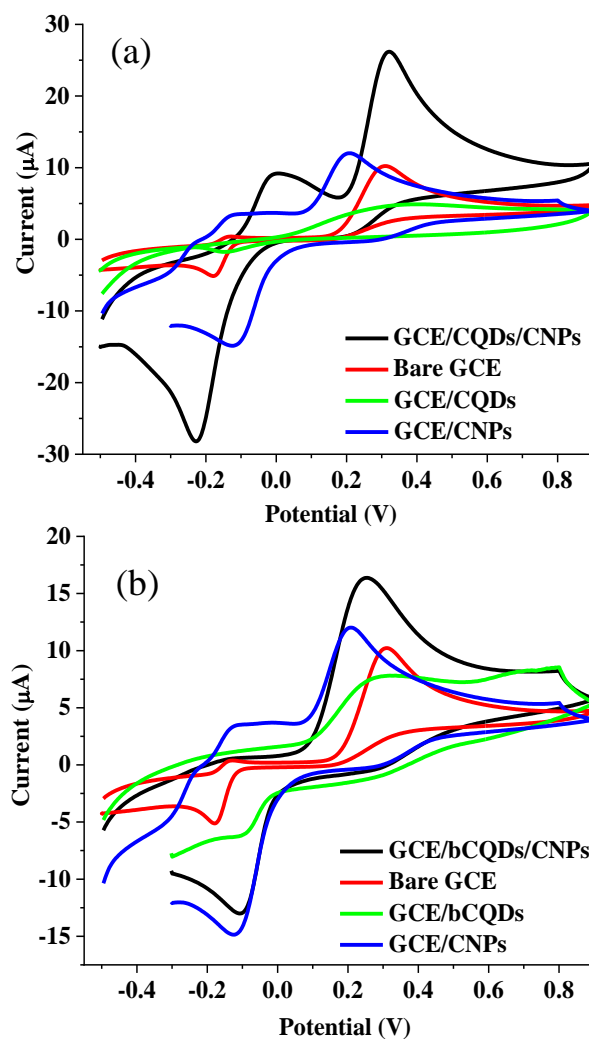 (a)
30
20
10
0
-10
-20
-30
Current (µA)
GCE/CQDs/CNPs
Bare GCE
GCE/CQDs
GCE/CNPs
-0.4 -0.2 0.0 0.2 0.4 0.6 0.8
Potential (V)
(b)
20
15
10
5
0
-5
-10
-15
Current (µA)
GCE/bCQDs/CNPs
Bare GCE
GCE/bCQDs
GCE/CNPs
-0.4 -0.2 0.0 0.2 0.4 0.6 0.8
Potential (V)